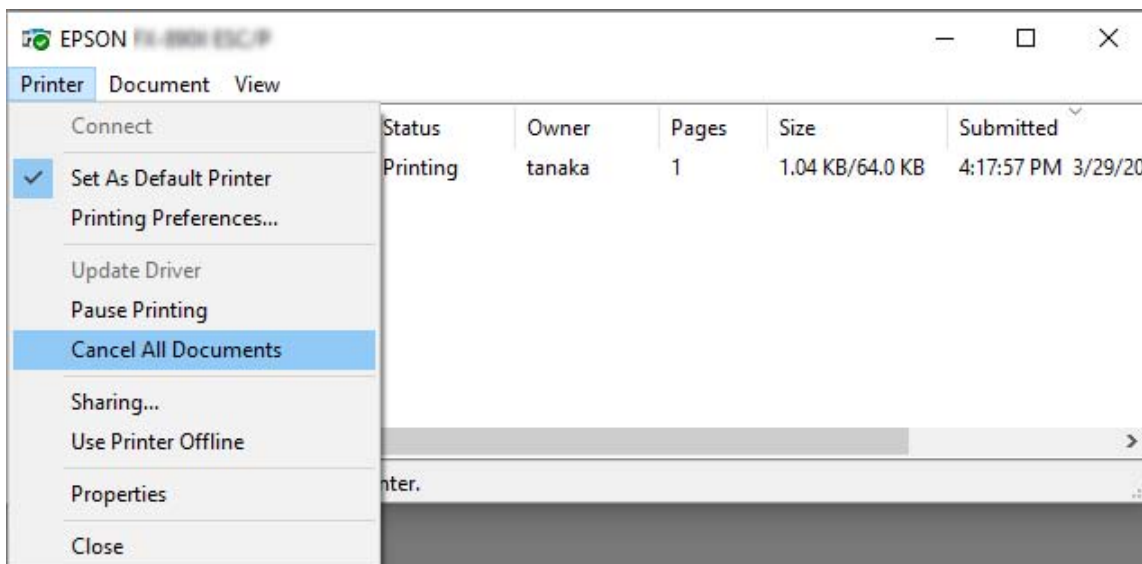 EPSON
Printer Document View
Connect
Status Owner Pages Size Submitted
Set As Default Printer
Printing tanaka 1 1.04 KB/64.0 KB 4:17:57 PM 3/29/20
Printing Preferences...
Update Driver
Pause Printing
Cancel All Documents
Sharing...
Use Printer Offline
Properties
nter.
Close